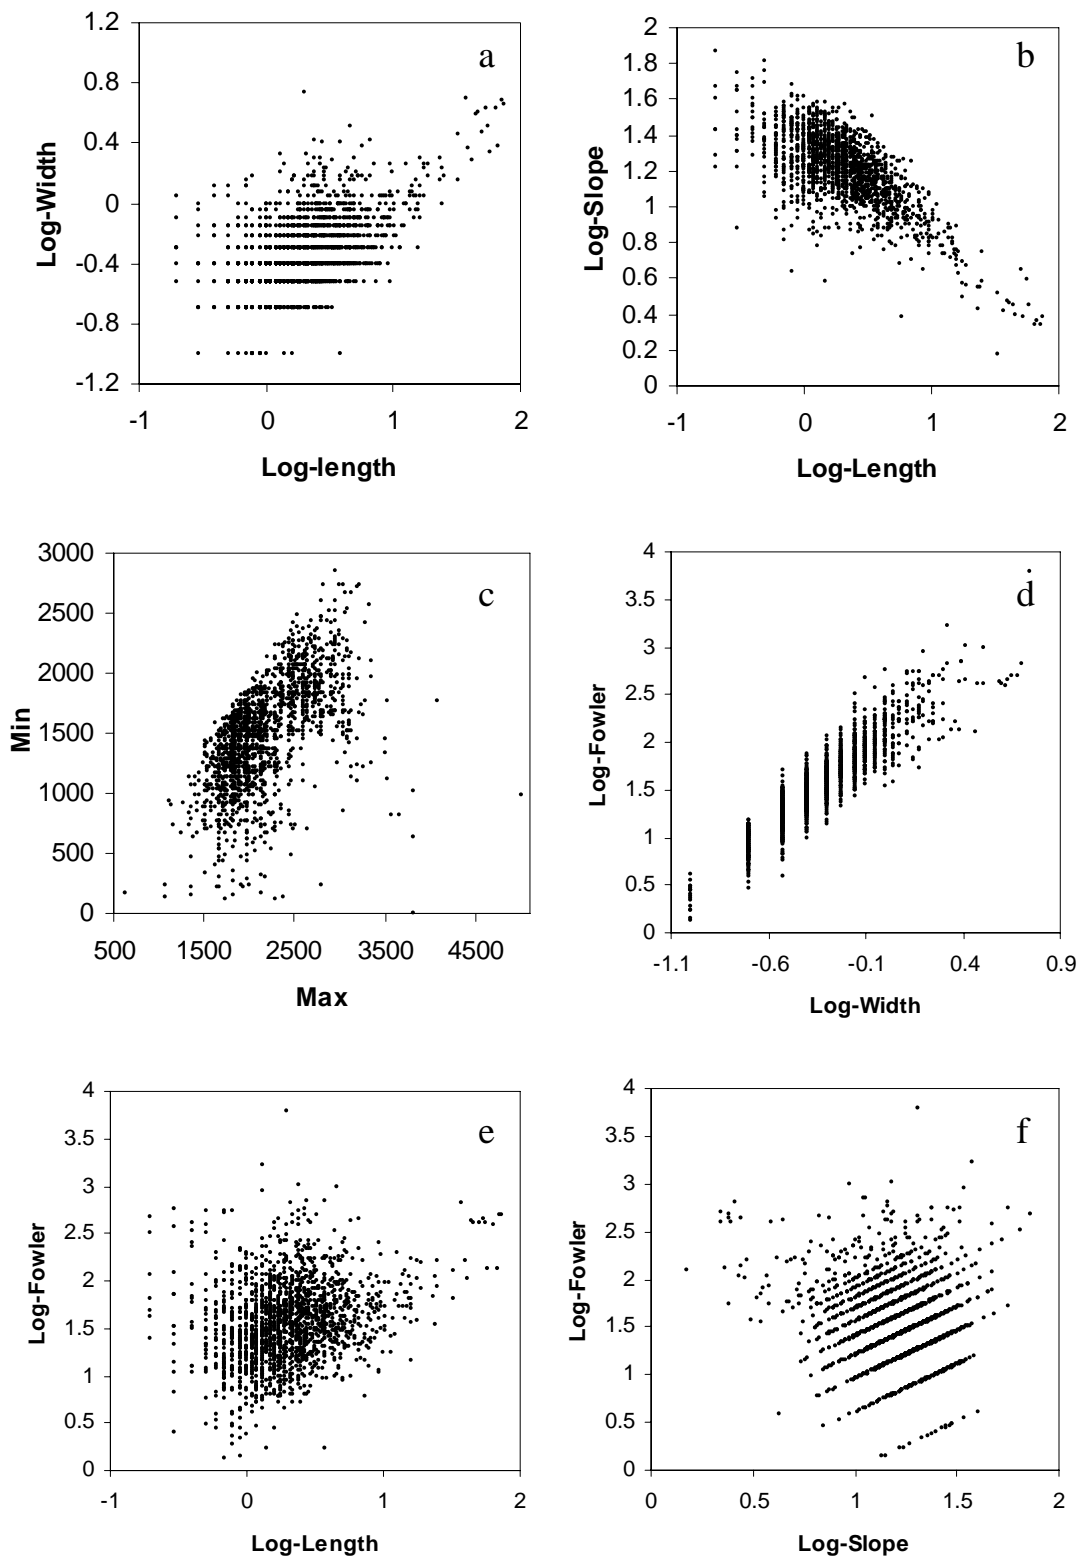 a
1.2
0.8
0.4
0
-0.4
-0.8
-1.2
Log-Width
-1 0 1 2
Log-length
b
2
1.8
1.6
1.4
1.2
1
0.8
0.6
0.4
0.2
0
Log-Slope
-1 0 1 2
Log-Length
c
3000
2500
2000
1500
1000
500
0
Min
500 1500 2500 3500 4500
Max
d
4
3.5
3
2.5
2
1.5
1
0.5
0
Log-Fowler
-1.1 -0.6 -0.1 0.4 0.9
Log-Width
e
4
3.5
3
2.5
2
1.5
1
0.5
0
Log-Fowler
-1 0 1 2
Log-Length
f
4
3.5
3
2.5
2
1.5
1
0.5
0
Log-Fowler
0 0.5 1 1.5 2
Log-Slope